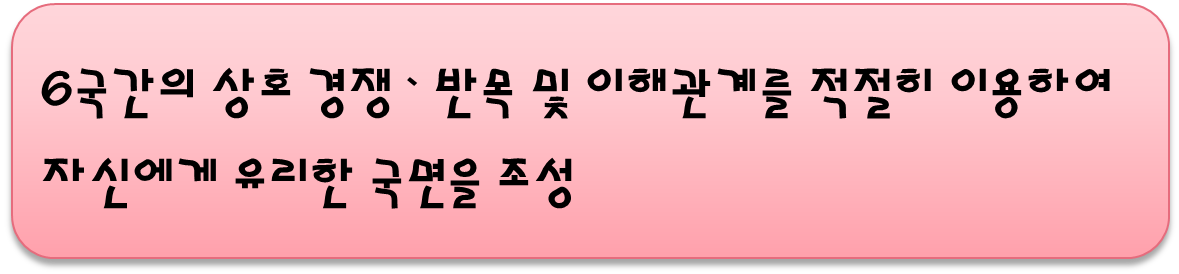 6국간의 상호 경쟁、반목 및 이해관계를 적절히 이용하여
자신에게 유리한 국면을 조성